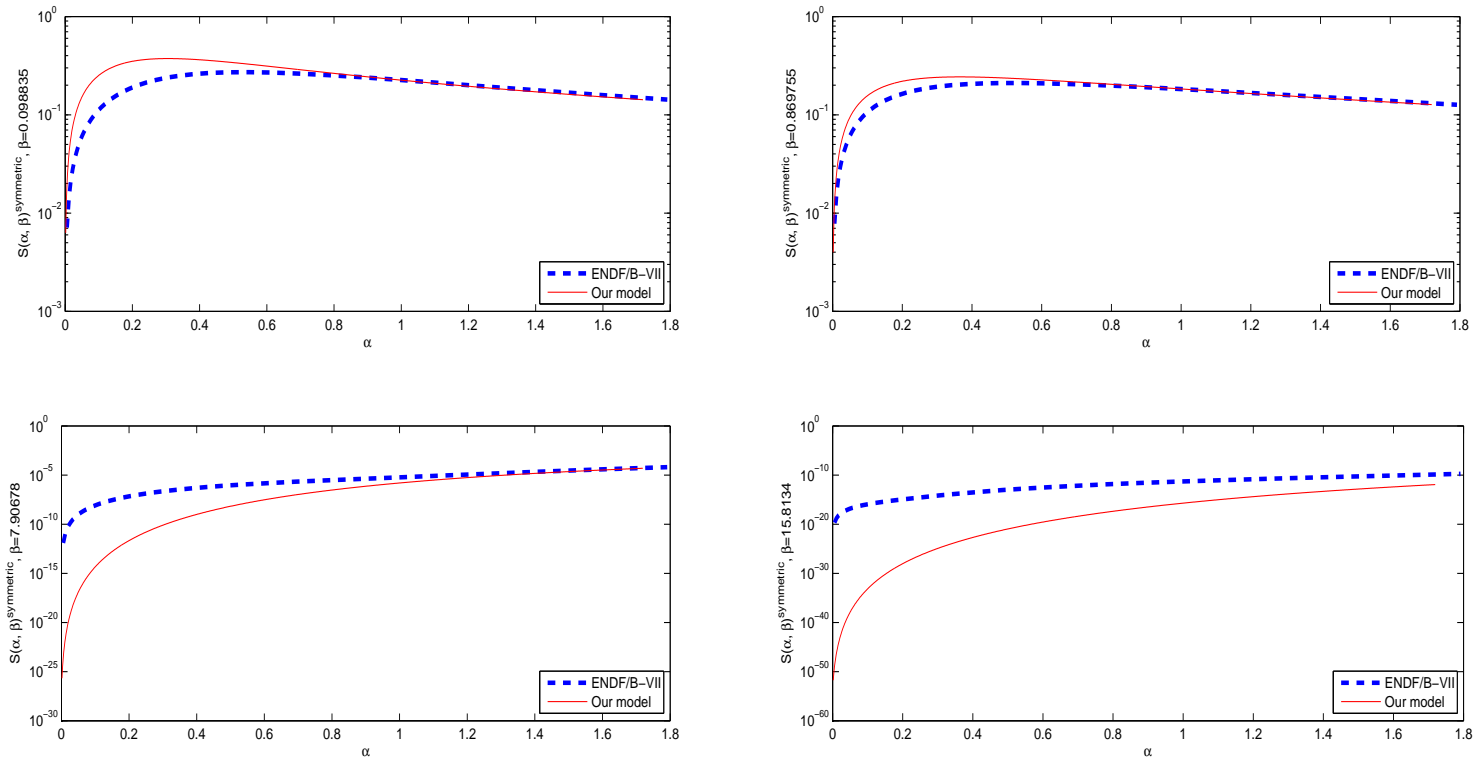 S(α, β)^symmetric, β=0.098835
10^0
10^−1
10^−2
10^−3
0 0.2 0.4 0.6 0.8 1 1.2 1.4 1.6 1.8
α
ENDF/B−VII
Our model
S(α, β)^symmetric, β=0.869755
10^0
10^−1
10^−2
10^−3
0 0.2 0.4 0.6 0.8 1 1.2 1.4 1.6 1.8
α
ENDF/B−VII
Our model
S(α, β)^symmetric, β=7.90678
10^0
10^−5
10^−10
10^−15
10^−20
10^−25
10^−30
0 0.2 0.4 0.6 0.8 1 1.2 1.4 1.6 1.8
α
ENDF/B−VII
Our model
S(α, β)^symmetric, β=15.8134
10^0
10^−10
10^−20
10^−30
10^−40
10^−50
10^−60
0 0.2 0.4 0.6 0.8 1 1.2 1.4 1.6 1.8
α
ENDF/B−VII
Our model